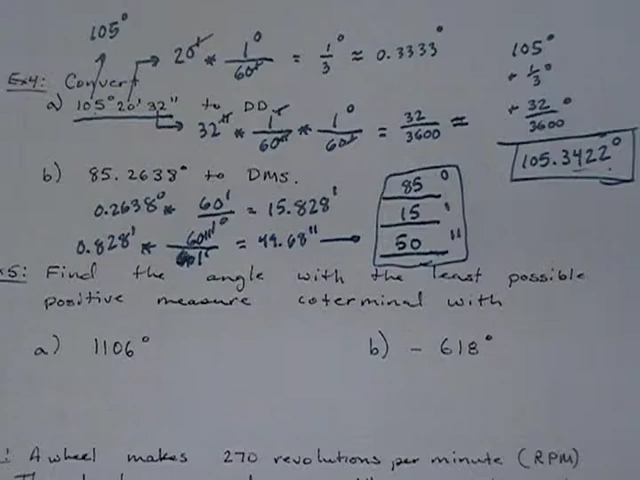 105°
20' * 1°/60' = 1/3° ≈ 0.3333°
Ex4: Convert
a) 105° 20' 32" to DD
32" * 1'/60" * 1°/60' = 32/3600 ≈
105°
+ 1/3°
+ 32/3600°
105.3422°
b) 85.2638° to DMS.
0.2638° * 60'/1° = 15.828'
0.828' * 60"/1' = 49.68"
85°
15'
50"
5: Find the angle with the least possible
positive measure coterminal with
a) 1106°
b) - 618°
: A wheel makes 270 revolutions per minute (RPM)